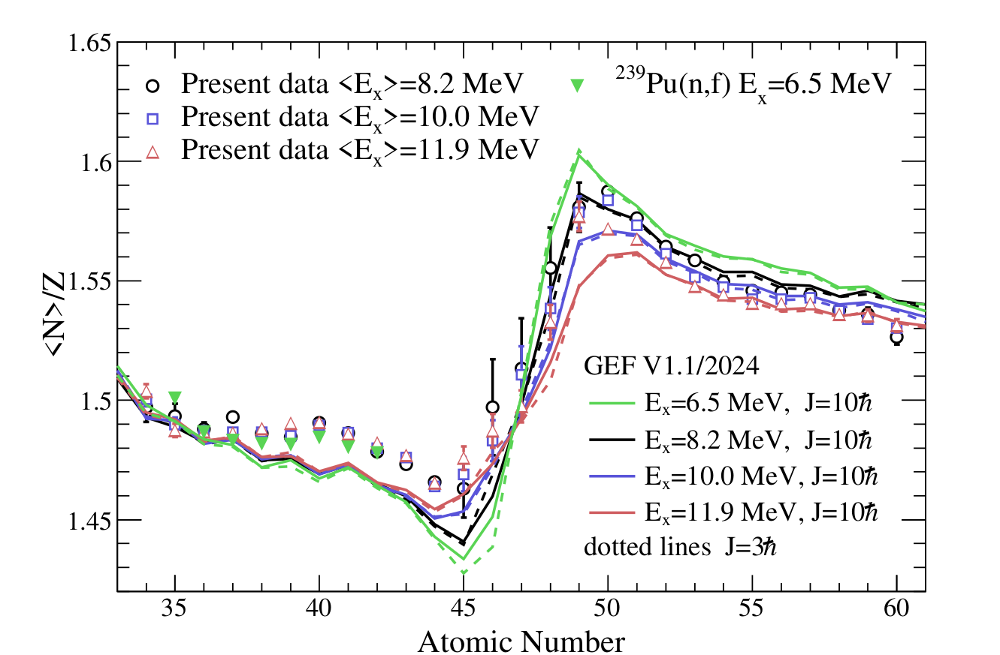 1.65
1.6
1.55
1.5
1.45
<N>/Z
Present data <Eₓ>=8.2 MeV
Present data <Eₓ>=10.0 MeV
Present data <Eₓ>=11.9 MeV
²³⁹Pu(n,f) Eₓ=6.5 MeV
GEF V1.1/2024
Eₓ=6.5 MeV, J=10ℏ
Eₓ=8.2 MeV, J=10ℏ
Eₓ=10.0 MeV, J=10ℏ
Eₓ=11.9 MeV, J=10ℏ
dotted lines J=3ℏ
35 40 45 50 55 60
Atomic Number